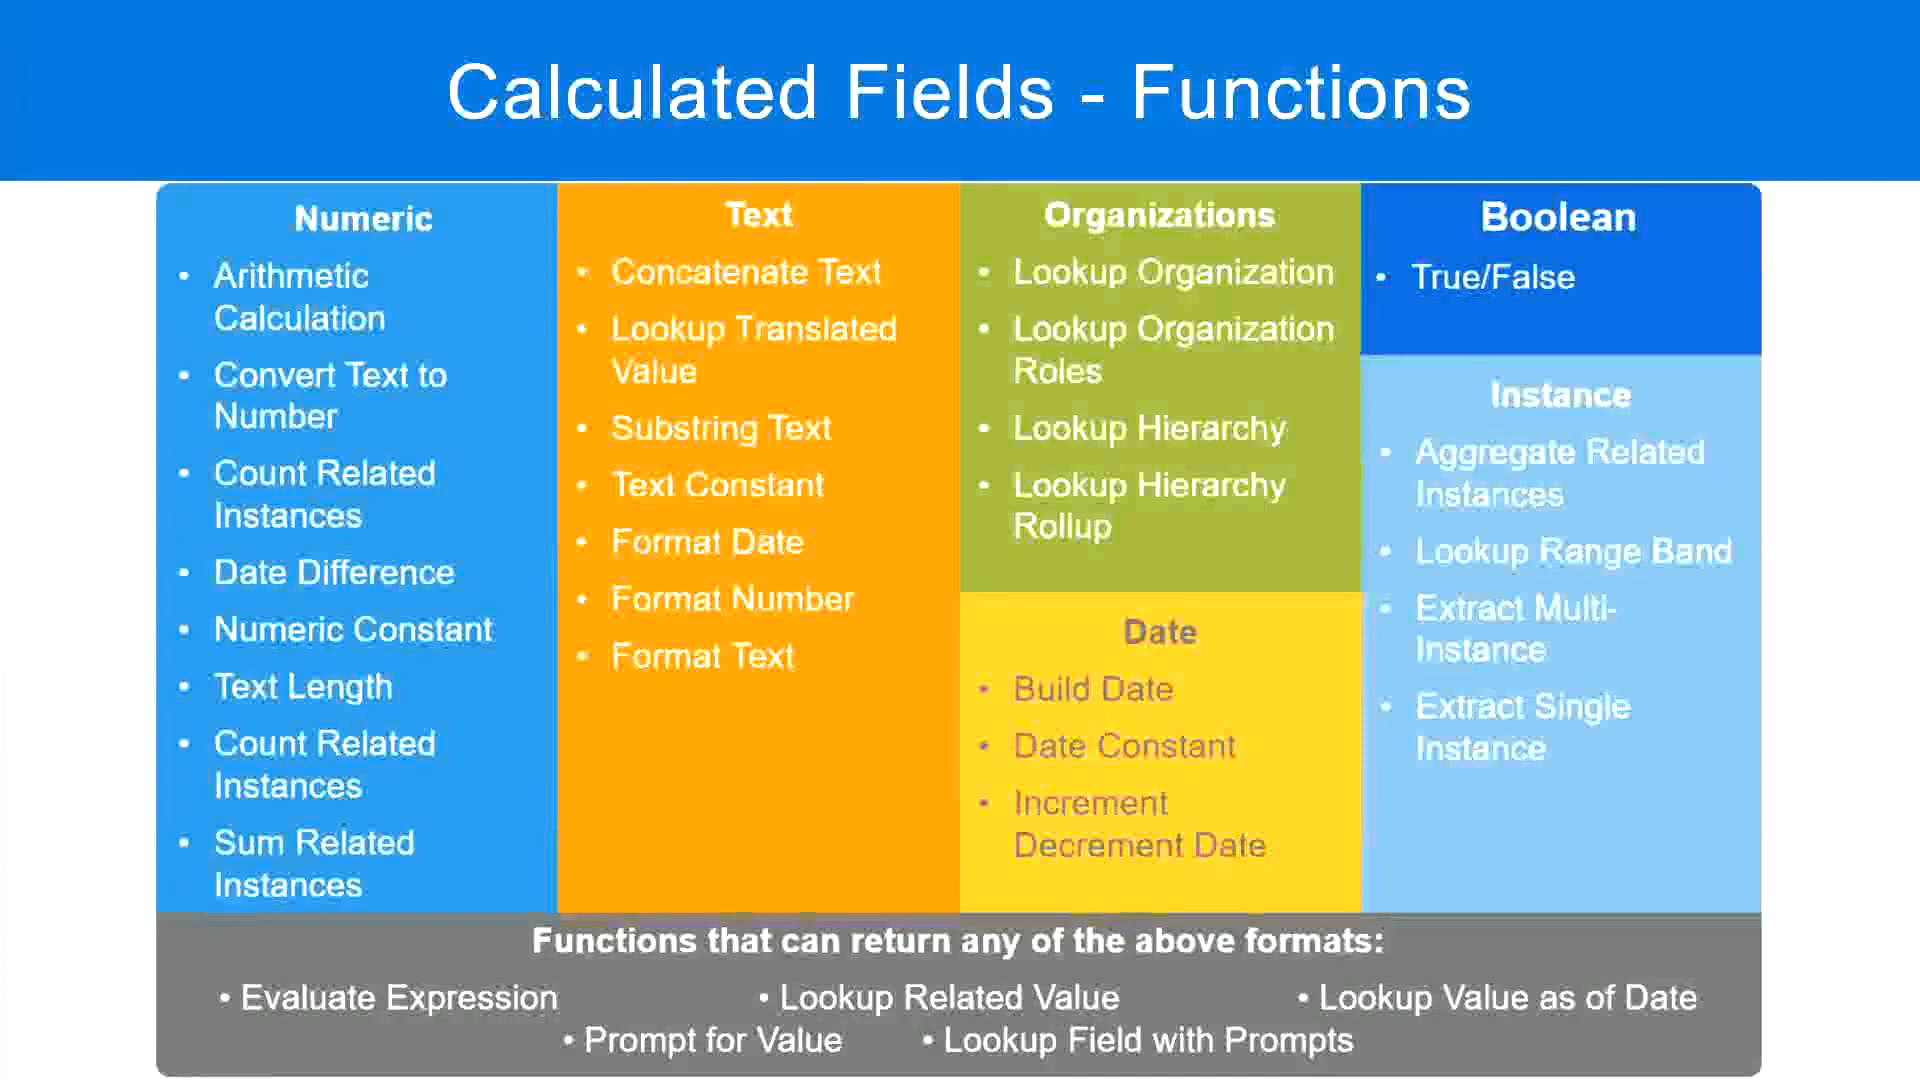 Calculated Fields - Functions
Numeric
• Arithmetic
Calculation
• Convert Text to
Number
• Count Related
Instances
• Date Difference
• Numeric Constant
• Text Length
• Count Related
Instances
• Sum Related
Instances
Text
• Concatenate Text
• Lookup Translated
Value
• Substring Text
• Text Constant
• Format Date
• Format Number
• Format Text
Organizations
• Lookup Organization
• Lookup Organization
Roles
• Lookup Hierarchy
• Lookup Hierarchy
Rollup
Date
• Build Date
• Date Constant
• Increment
Decrement Date
Boolean
• True/False
Instance
• Aggregate Related
Instances
• Lookup Range Band
• Extract Multi-
Instance
• Extract Single
Instance
Functions that can return any of the above formats:
• Evaluate Expression • Lookup Related Value • Lookup Value as of Date
• Prompt for Value • Lookup Field with Prompts